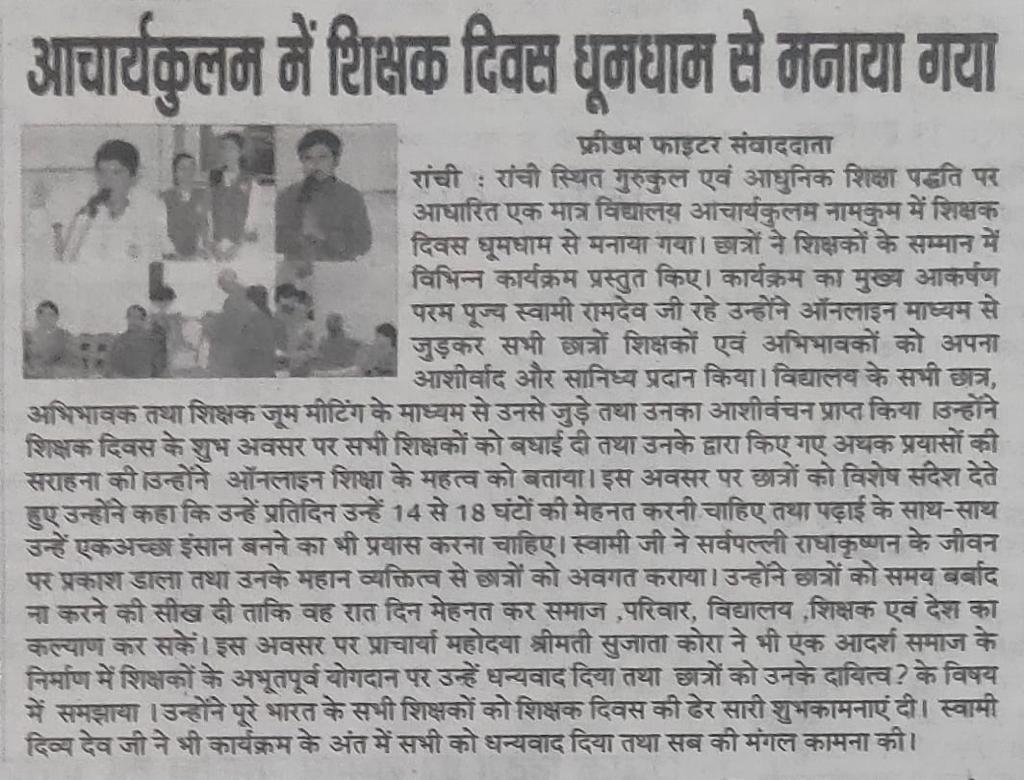 आचार्यकुलम में शिक्षक दिवस धूमधाम से मनाया गया
फ्रीडम फाइटर संवाददाता
रांची : रांची स्थित गुरुकुल एवं आधुनिक शिक्षा पद्धति पर
आधारित एक मात्र विद्यालय आचार्यकुलम नामकुम में शिक्षक
दिवस धूमधाम से मनाया गया। छात्रों ने शिक्षकों के सम्मान में
विभिन्न कार्यक्रम प्रस्तुत किए। कार्यक्रम का मुख्य आकर्षण
परम पूज्य स्वामी रामदेव जी रहे उन्होंने ऑनलाइन माध्यम से
जुड़कर सभी छात्रों शिक्षकों एवं अभिभावकों को अपना
आशीर्वाद और सानिध्य प्रदान किया। विद्यालय के सभी छात्र,
अभिभावक तथा शिक्षक जूम मीटिंग के माध्यम से उनसे जुड़े तथा उनका आशीर्वचन प्राप्त किया ।उन्होंने
शिक्षक दिवस के शुभ अवसर पर सभी शिक्षकों को बधाई दी तथा उनके द्वारा किए गए अथक प्रयासों की
सराहना की।उन्होंने ऑनलाइन शिक्षा के महत्व को बताया। इस अवसर पर छात्रों को विशेष संदेश देते
हुए उन्होंने कहा कि उन्हें प्रतिदिन उन्हें 14 से 18 घंटों की मेहनत करनी चाहिए तथा पढ़ाई के साथ-साथ
उन्हें एकअच्छा इंसान बनने का भी प्रयास करना चाहिए। स्वामी जी ने सर्वपल्ली राधाकृष्णन के जीवन
पर प्रकाश डाला तथा उनके महान व्यक्तित्व से छात्रों को अवगत कराया। उन्होंने छात्रों को समय बर्बाद
ना करने की सीख दी ताकि वह रात दिन मेहनत कर समाज ,परिवार, विद्यालय ,शिक्षक एवं देश का
कल्याण कर सकें। इस अवसर पर प्राचार्या महोदया श्रीमती सुजाता कोरा ने भी एक आदर्श समाज के
निर्माण में शिक्षकों के अभूतपूर्व योगदान पर उन्हें धन्यवाद दिया तथा छात्रों को उनके दायित्व? के विषय
में समझाया । उन्होंने पूरे भारत के सभी शिक्षकों को शिक्षक दिवस की ढेर सारी शुभकामनाएं दी। स्वामी
दिव्य देव जी ने भी कार्यक्रम के अंत में सभी को धन्यवाद दिया तथा सब की मंगल कामना की।